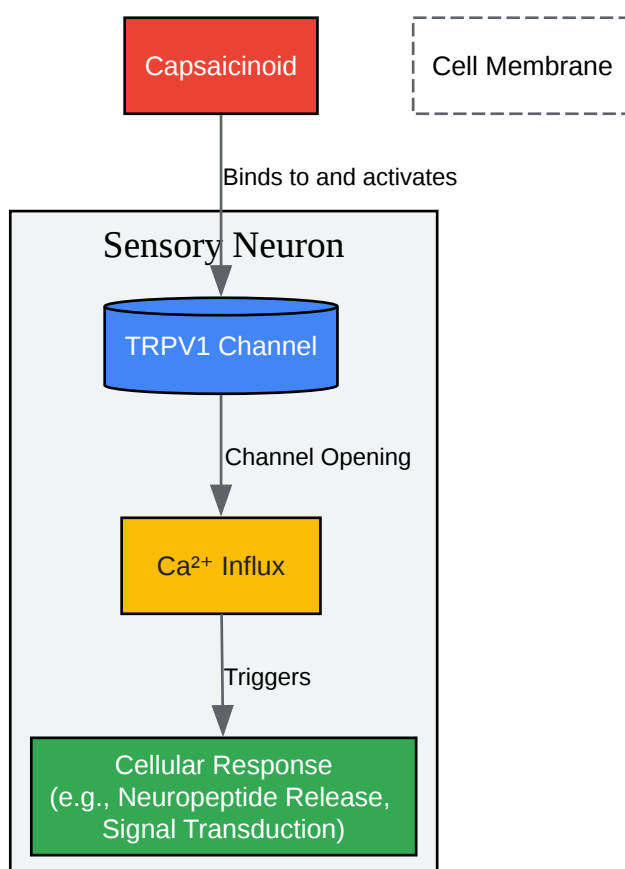 Capsaicinoid
Cell Membrane
Binds to and activates
Sensory Neuron
TRPV1 Channel
Channel Opening
Ca²⁺ Influx
Triggers
Cellular Response
(e.g., Neuropeptide Release,
Signal Transduction)